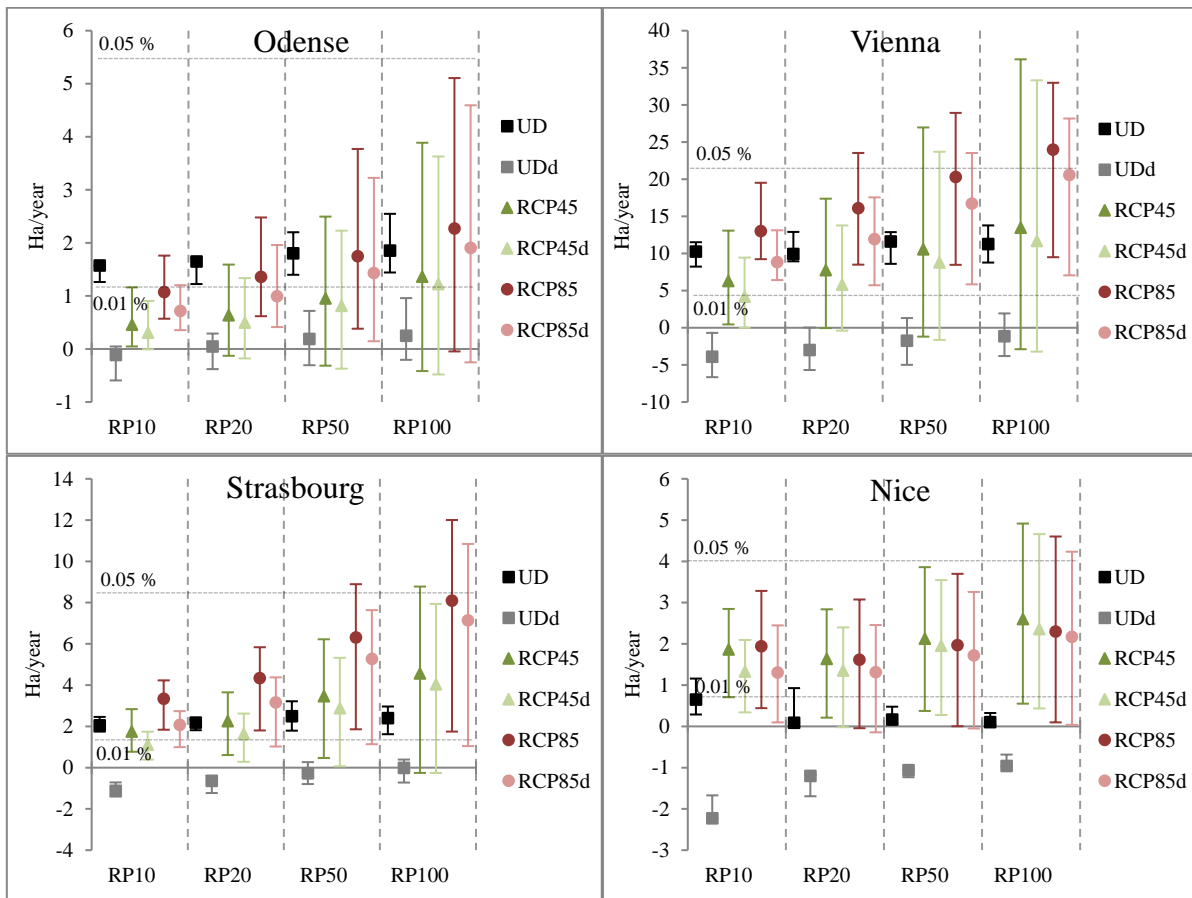 Odense
Ha/year
6
5
4
3
2
1
0
-1
0.05 %
0.01 %
RP10 RP20 RP50 RP100
UD
UDd
RCP45
RCP45d
RCP85
RCP85d
Vienna
Ha/year
40
35
30
25
20
15
10
5
0
-5
-10
0.05 %
0.01 %
RP10 RP20 RP50 RP100
UD
UDd
RCP45
RCP45d
RCP85
RCP85d
Strasbourg
Ha/year
14
12
10
8
6
4
2
0
-2
-4
0.05 %
0.01 %
RP10 RP20 RP50 RP100
UD
UDd
RCP45
RCP45d
RCP85
RCP85d
Nice
Ha/year
6
5
4
3
2
1
0
-1
-2
-3
0.05 %
0.01 %
RP10 RP20 RP50 RP100
UD
UDd
RCP45
RCP45d
RCP85
RCP85d